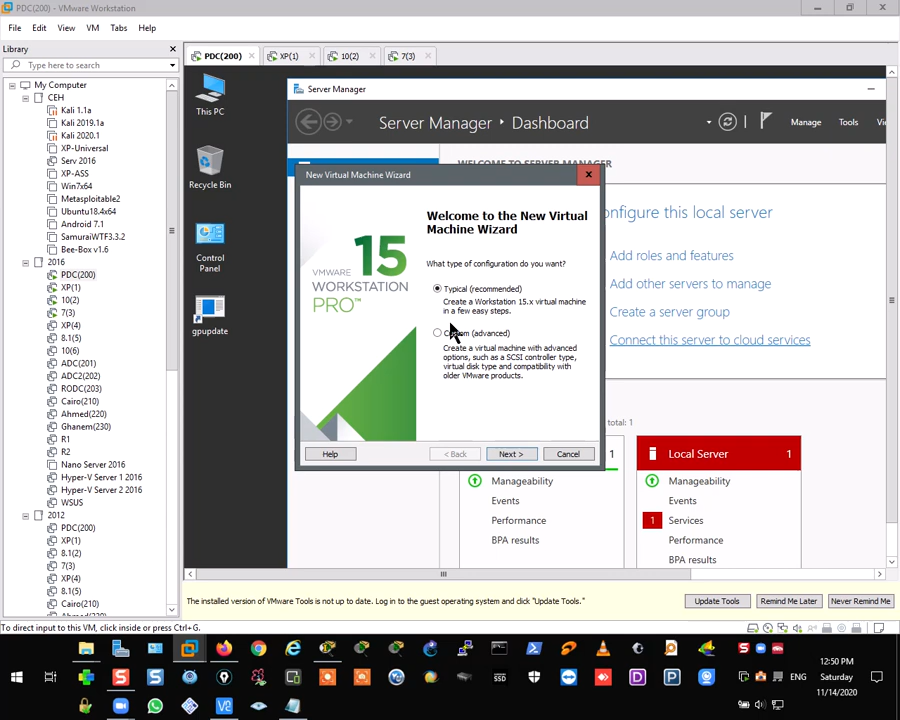 PDC(200) - VMware Workstation
File Edit View VM Tabs Help
Library
Type here to search
My Computer
CEH
Kali 1.1a
Kali 2019.1a
Kali 2020.1
XP-Universal
Serv 2016
XP-ASS
Win7x64
Metasploitable2
Ubuntu18.4x64
Android 7.1
SamuraiWTF3.3.2
Bee-Box v1.6
2016
PDC(200)
XP(1)
10(2)
7(3)
XP(4)
8.1(5)
10(6)
ADC(201)
ADC2(202)
RODC(203)
Cairo(210)
Ahmed(220)
Ghanem(230)
R1
R2
Nano Server 2016
Hyper-V Server 1 2016
Hyper-V Server 2 2016
WSUS
2012
PDC(200)
XP(1)
8.1(2)
7(3)
XP(4)
8.1(5)
Cairo(210)
PDC(200) XP(1) 10(2) 7(3)
This PC
Recycle Bin
Control
Panel
gpupdate
Server Manager
Server Manager • Dashboard
Manage Tools
WELCOME TO SERVER MANAGER
nfigure this local server
Add roles and features
Add other servers to manage
Create a server group
Connect this server to cloud services
total: 1
1
Manageability
Events
Performance
BPA results
Local Server 1
Manageability
Events
1 Services
Performance
BPA results
New Virtual Machine Wizard
VMWARE 15
WORKSTATION
PRO™
Welcome to the New Virtual
Machine Wizard
What type of configuration do you want?
Typical (recommended)
Create a Workstation 15.x virtual machine
in a few easy steps.
(advanced)
Create a virtual machine with advanced
options, such as a SCSI controller type,
virtual disk type and compatibility with
older VMware products.
Help < Back Next > Cancel
The installed version of VMware Tools is not up to date. Log in to the guest operating system and click "Update Tools."
Update Tools Remind Me Later Never Remind Me
To direct input to this VM, click inside or press Ctrl+G.
SSD
ENG
12:50 PM
Saturday
11/14/2020